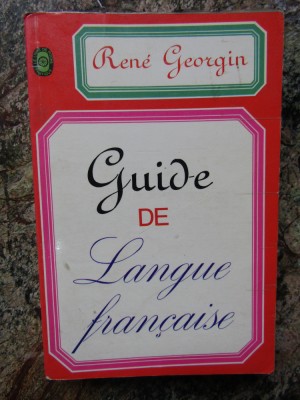 René Georgin
Guide
DE
Langue
française